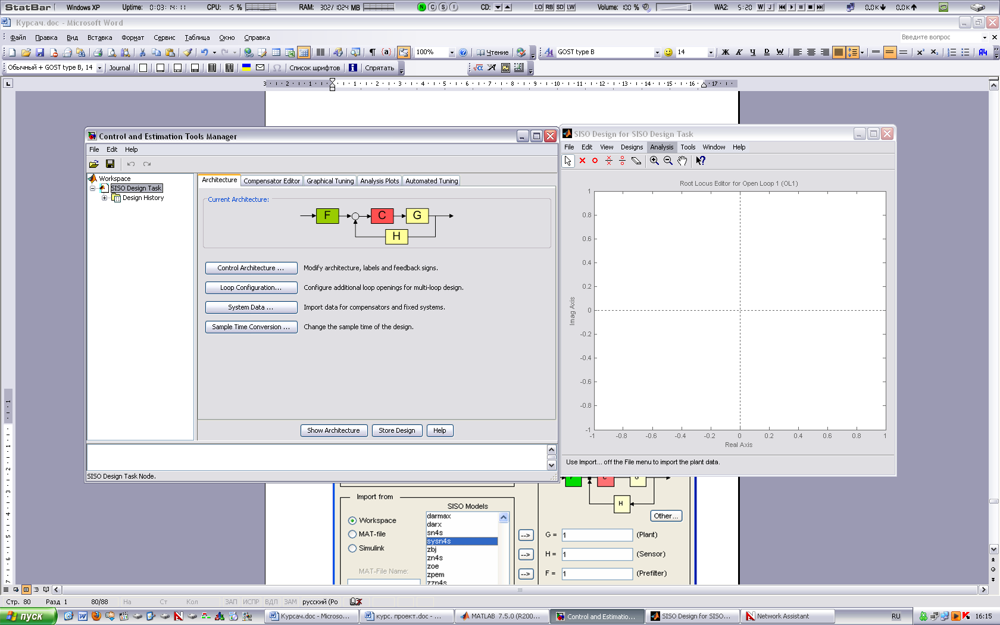 StatBar Windows XP Uptime: 0:03:14:11 CPU: 15 % RAM: 302/1024 MB N C S I CD: LO RB SD LW Volume: 100 % WA2: 5:20 W J 0.0K 0.0K
Курсач.doc - Microsoft Word
Файл Правка Вид Вставка Формат Сервис Таблица Окно Справка Введите вопрос
100% Чтение GOST type B 14 Ж К Ч D W
Обычный + GOST type B, 14 Journal Список шрифтов Спрятать
3 2 1 1 2 3 4 5 6 7 8 9 10 11 12 13 14 15 16 17
Control and Estimation Tools Manager
File Edit Help
Workspace
SISO Design Task
Design History
Architecture Compensator Editor Graphical Tuning Analysis Plots Automated Tuning
Current Architecture:
F C G
H
Control Architecture ... Modify architecture, labels and feedback signs.
Loop Configuration... Configure additional loop openings for multi-loop design.
System Data ... Import data for compensators and fixed systems.
Sample Time Conversion ... Change the sample time of the design.
Show Architecture Store Design Help
SISO Design Task Node.
SISO Design for SISO Design Task
File Edit View Designs Analysis Tools Window Help
Root Locus Editor for Open Loop 1 (OL1)
1
0.8
0.6
0.4
0.2
0
-0.2
-0.4
-0.6
-0.8
-1
Imag Axis
-1 -0.8 -0.6 -0.4 -0.2 0 0.2 0.4 0.6 0.8 1
Real Axis
Use Import... off the File menu to import the plant data.
H
Other...
Import from
SISO Models
Workspace
MAT-file
Simulink
MAT-File Name:
darmax
darx
sn4s
sysn4s
zbj
zn4s
zoe
zpem
zzn4s
--> G = 1 (Plant)
--> H = 1 (Sensor)
--> F = 1 (Prefilter)
Стр. 80 Разд 1 80/88 На Ст Кол ЗАП ИСПР ВДЛ ЗАМ русский (Ро
пуск Курсач.doc - Microso... курс. проект.doc - ... MATLAB 7.5.0 (R200... Control and Estimatio... SISO Design for SISO... Network Assistant RU 16:15